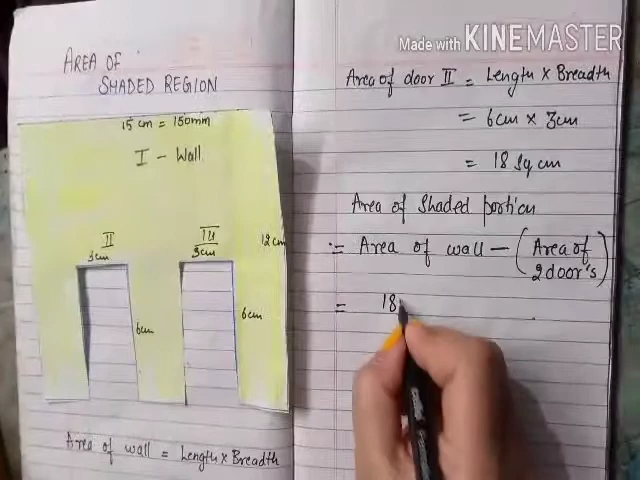 Made with KINEMASTER
AREA OF
SHADED REGION
15 cm = 150mm
I - Wall
II
3cm
III
3cm
12cm
6cm
6cm
Area of wall = Length x Breadth
Area of door II = Length x Breadth
= 6cm x 3cm
= 18 sq cm
Area of Shaded portion
= Area of wall - (Area of
2door's)
= 18